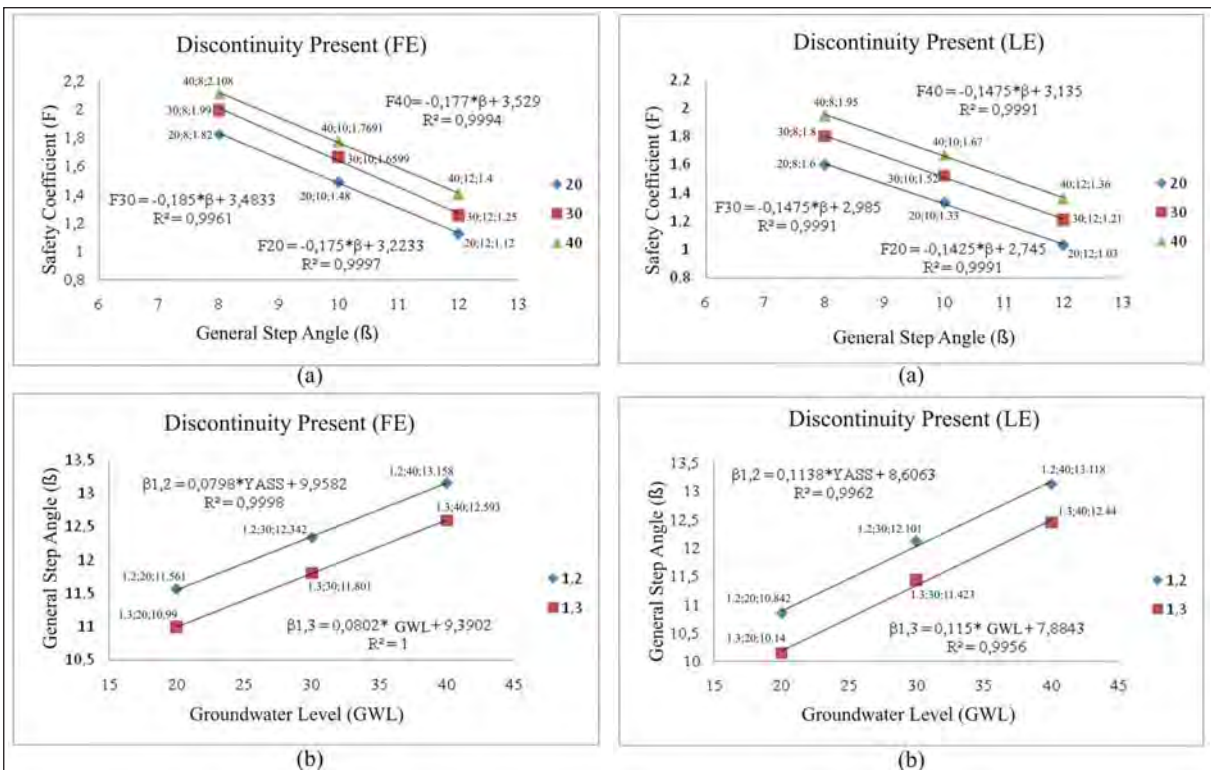 Discontinuity Present (FE)
Safety Coefficient (F)
2,2
2
1,8
1,6
1,4
1,2
1
0,8
40;8;2.108
30;8;1.99
20;8;1.82
F40=-0,177*β+3,529
R²=0,9994
40;10;1.7691
30;10;1.6599
20;10;1.48
40;12;1.4
30;12;1.25
20;12;1.12
F30=-0,185*β+3,4833
R²=0,9961
F20=-0,175*β+3,2233
R²=0,9997
20
30
40
6 7 8 9 10 11 12 13
General Step Angle (ß)
(a)
Discontinuity Present (LE)
Safety Coefficient (F)
2.2
2
1.8
1.6
1.4
1.2
1
0.8
40;8;1.95
30;8;1.8
20;8;1.6
F40=-0.1475*β+3,135
R²=0,9991
40;10;1.67
30;10;1.52
20;10;1.33
40;12;1.36
30;12;1.21
20;12;1.03
F30=-0.1475*β+2,985
R²=0,9991
F20=-0.1425*β+2,745
R²=0,9991
20
30
40
6 7 8 9 10 11 12 13
General Step Angle (ß)
(a)
Discontinuity Present (FE)
General Step Angle (ß)
13,5
13
12,5
12
11,5
11
10,5
β1,2=0,0798*YASS+9,9582
R²=0,9998
1.2;40;13.158
1.2;30;12.342
1.2;20;11.561
1.3;40;12.593
1.3;30;11.801
1.3;20;10.99
β1,3=0,0802* GWL+9,3902
R²=1
1,2
1,3
15 20 25 30 35 40 45
Groundwater Level (GWL)
(b)
Discontinuity Present (LE)
General Step Angle (ß)
13,5
13
12,5
12
11,5
11
10,5
10
β1,2=0,1138*YASS+8,6063
R²=0,9962
1.2;40;13.118
1.2;30;12.101
1.2;20;10.842
1.3;40;12.44
1.3;30;11.423
1.3;20;10.14
β1,3=0,115* GWL+7,8843
R²=0,9956
1,2
1,3
15 20 25 30 35 40 45
Groundwater Level (GWL)
(b)